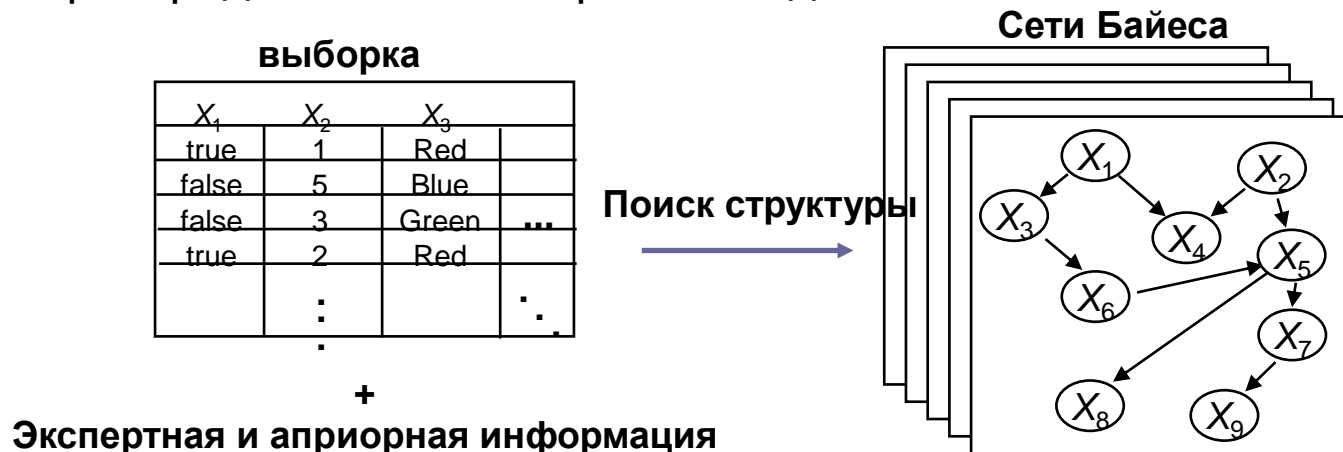 Сети Байеса
выборка
X1 X2 X3
true 1 Red
false 5 Blue
false 3 Green ...
true 2 Red
Поиск структуры
X1
X2
X3
X4
X5
X6
X7
X8
X9
+
Экспертная и априорная информация